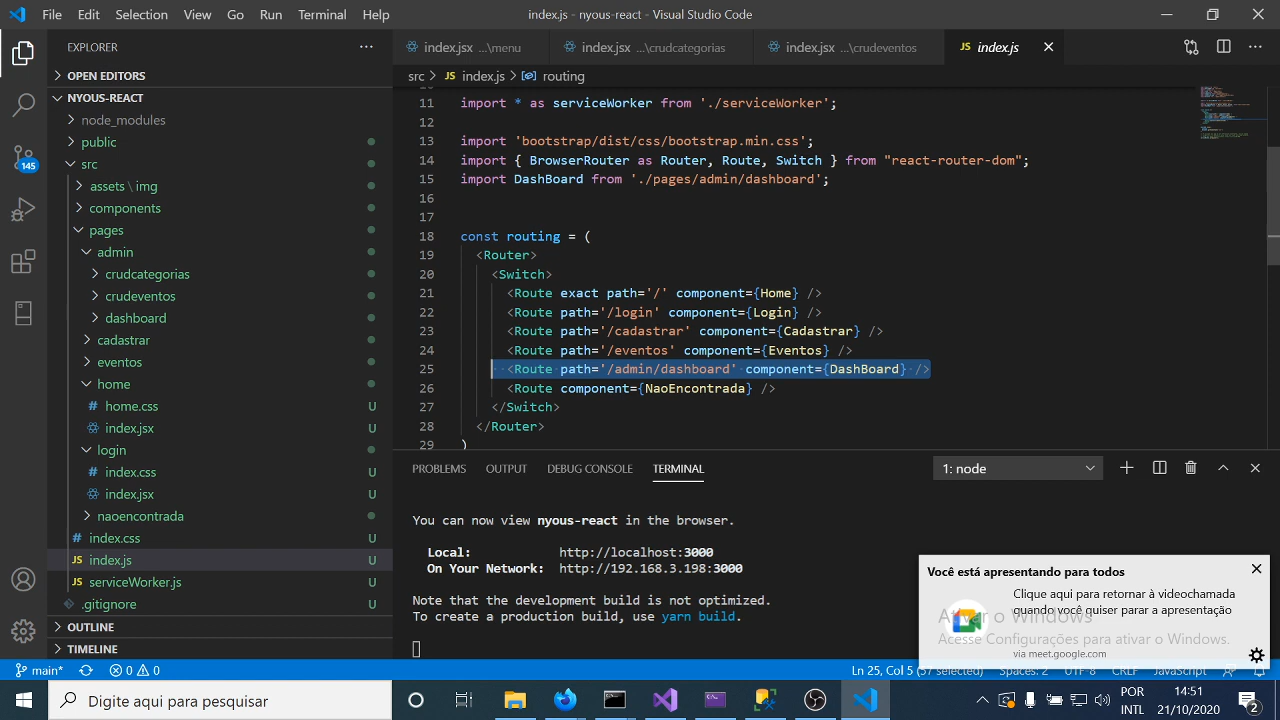 File Edit Selection View Go Run Terminal Help
index.js - nyous-react - Visual Studio Code
EXPLORER
OPEN EDITORS
NYOUS-REACT
node_modules
public
src
assets \ img
components
pages
admin
crudcategorias
crudeventos
dashboard
cadastrar
eventos
home
home.css U
index.jsx U
login
index.css U
index.jsx U
naoencontrada
index.css U
index.js U
serviceWorker.js U
.gitignore U
OUTLINE
TIMELINE
145
index.jsx ...\menu
index.jsx ...\crudcategorias
index.jsx ...\crudeventos
JS index.js
src > JS index.js > routing
11 import * as serviceWorker from './serviceWorker';
12
13 import 'bootstrap/dist/css/bootstrap.min.css';
14 import { BrowserRouter as Router, Route, Switch } from "react-router-dom";
15 import DashBoard from './pages/admin/dashboard';
16
17
18 const routing = (
19 <Router>
20 <Switch>
21 <Route exact path='/' component={Home} />
22 <Route path='/login' component={Login} />
23 <Route path='/cadastrar' component={Cadastrar} />
24 <Route path='/eventos' component={Eventos} />
25 <Route path='/admin/dashboard' component={DashBoard} />
26 <Route component={NaoEncontrada} />
27 </Switch>
28 </Router>
29 )
PROBLEMS OUTPUT DEBUG CONSOLE TERMINAL
1: node
You can now view nyous-react in the browser.
Local: http://localhost:3000
On Your Network: http://192.168.3.198:3000
Note that the development build is not optimized.
To create a production build, use yarn build.
Você está apresentando para todos
Clique aqui para retornar à videochamada
quando você quiser parar a apresentação
via meet.google.com
Ativar o Windows
Acesse Configurações para ativar o Windows.
main* 0 0
Ln 25, Col 5 (57 selected) Spaces: 2 UTF-8 CRLF JavaScript
Digite aqui para pesquisar
POR
INTL
14:51
21/10/2020
2